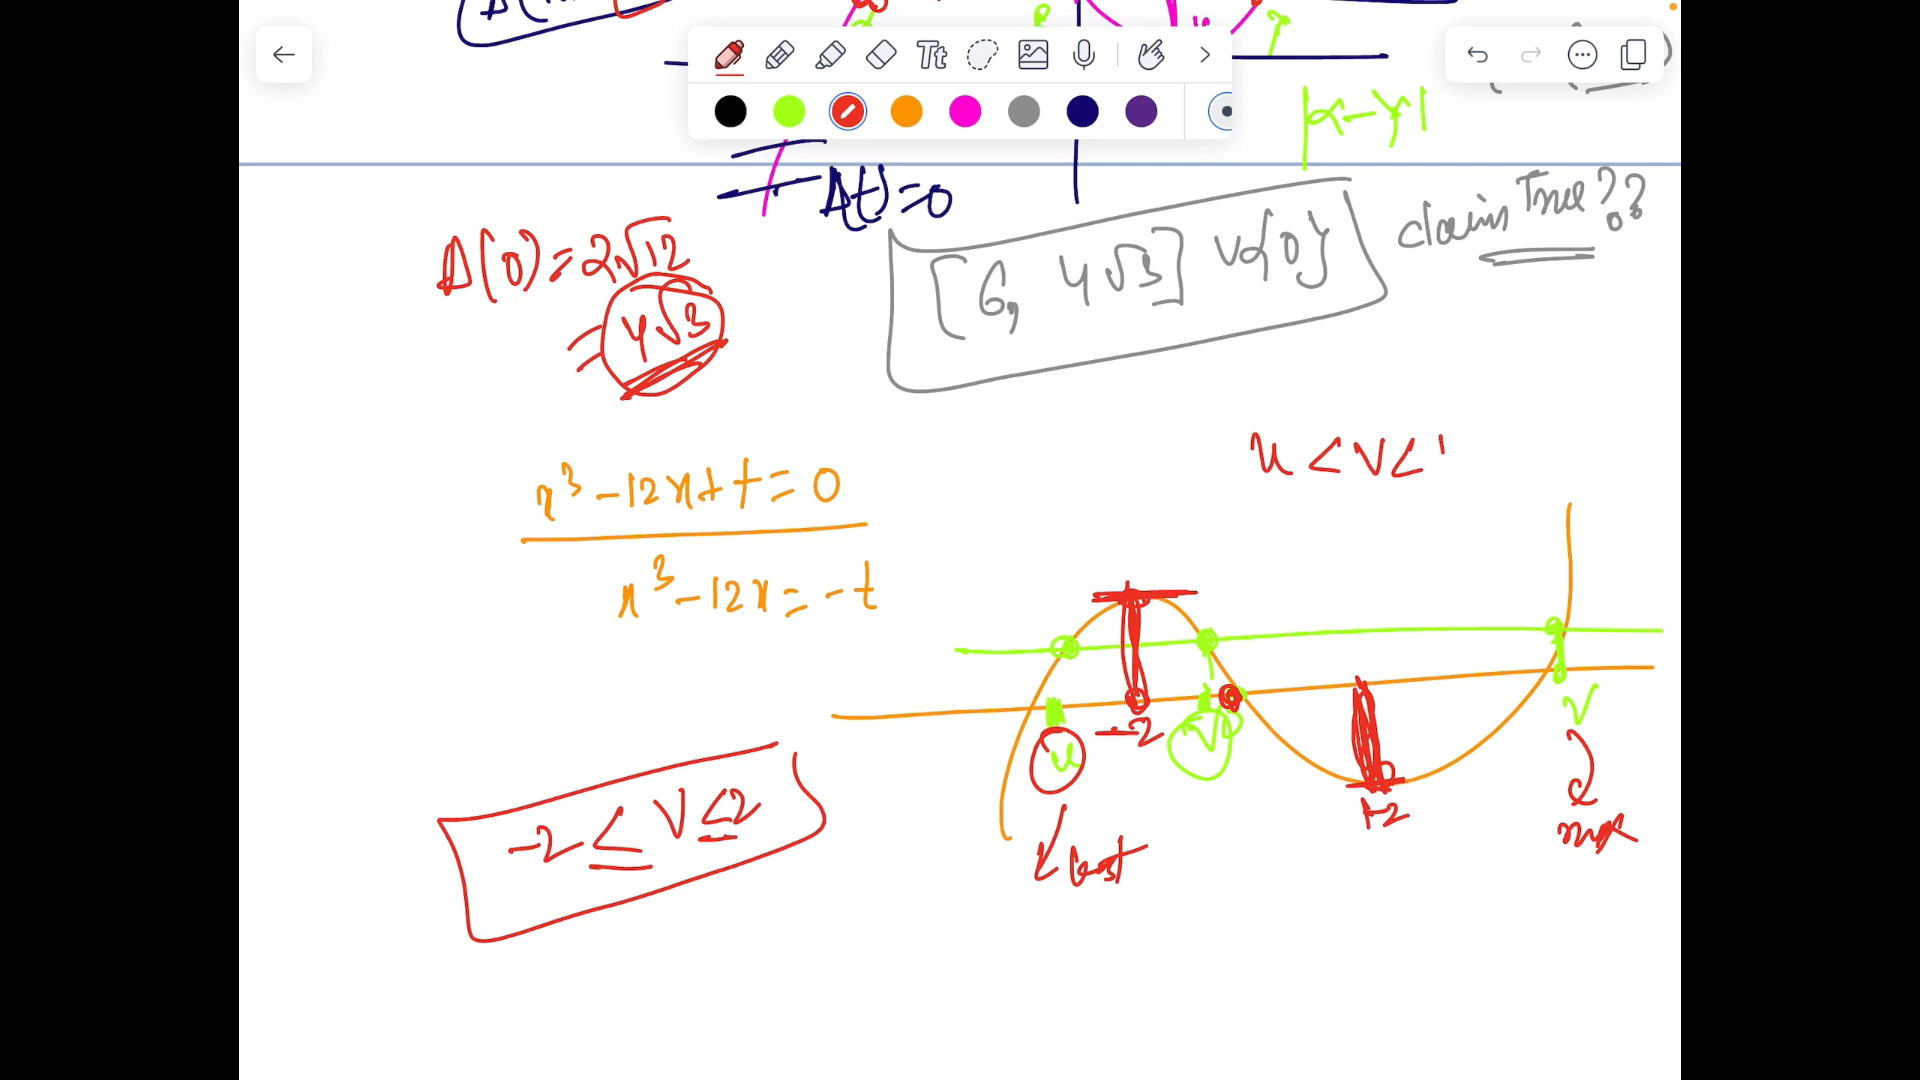 Tt
|α-γ|
Δ(t)=0
Δ(0)=2√12
=4√3
[6, 4√3] ∪{0}
claim True??
u < v < '
x³-12x+t=0
x³-12x=-t
-2
u
v
+2
v
least
max
-2 ≤ v ≤ 2